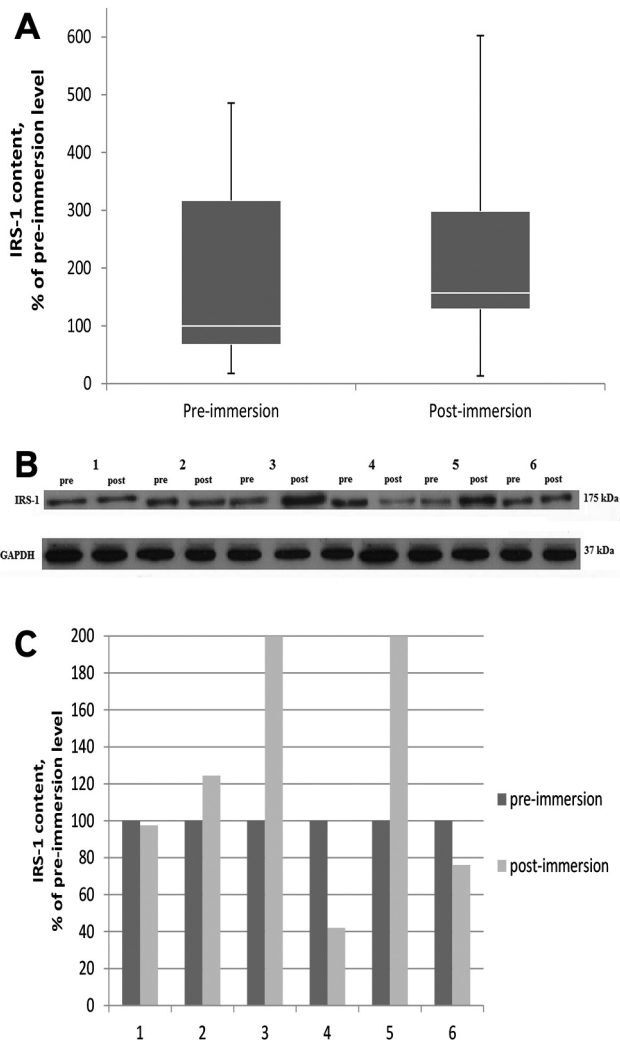 A
IRS-1 content,
% of pre-immersion level
600
500
400
300
200
100
0
Pre-immersion
Post-immersion
B
1 2 3 4 5 6
pre post pre post pre post pre post pre post pre post
IRS-1 175 kDa
GAPDH 37 kDa
C
IRS-1 content,
% of pre-immersion level
200
180
160
140
120
100
80
60
40
20
0
1 2 3 4 5 6
pre-immersion
post-immersion